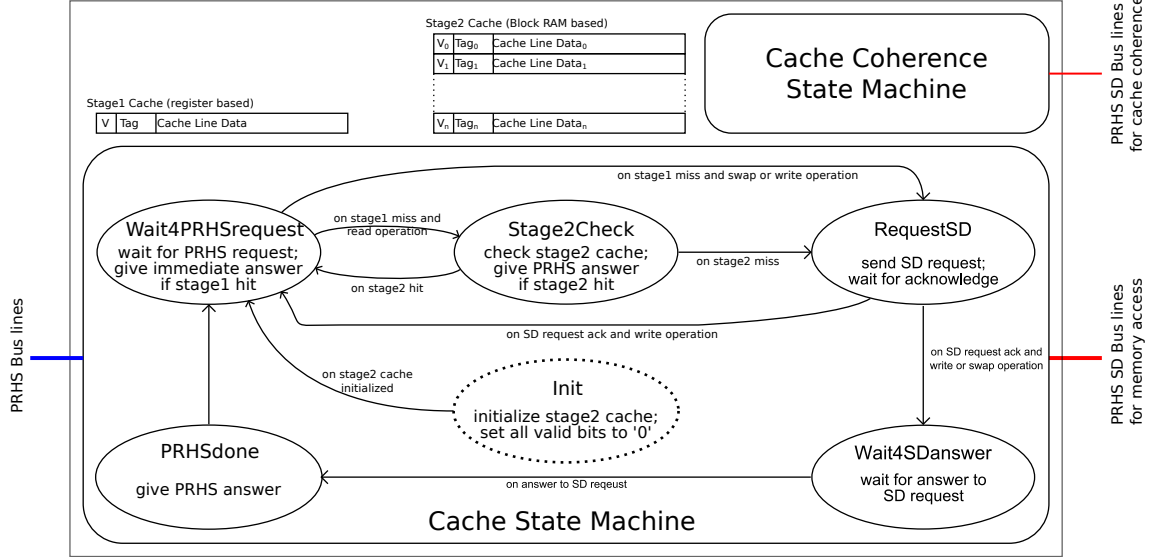 Stage2 Cache (Block RAM based)
V0 Tag0 Cache Line Data0
V1 Tag1 Cache Line Data1
Vn Tagn Cache Line Datan
Stage1 Cache (register based)
V Tag Cache Line Data
Cache Coherence
State Machine
PRHS SD Bus lines
for cache coherence
on stage1 miss and swap or write operation
Wait4PRHSrequest
wait for PRHS request;
give immediate answer
if stage1 hit
on stage1 miss and
read operation
on stage2 hit
Stage2Check
check stage2 cache;
give PRHS answer
if stage2 hit
on stage2 miss
RequestSD
send SD request;
wait for acknowledge
on SD request ack and write operation
PRHS Bus lines
PRHS SD Bus lines
for memory access
on SD request ack and
write or swap operation
on stage2 cache
initialized
Init
initialize stage2 cache;
set all valid bits to '0'
PRHSdone
give PRHS answer
on answer to SD reqeust
Wait4SDanswer
wait for answer to
SD request
Cache State Machine